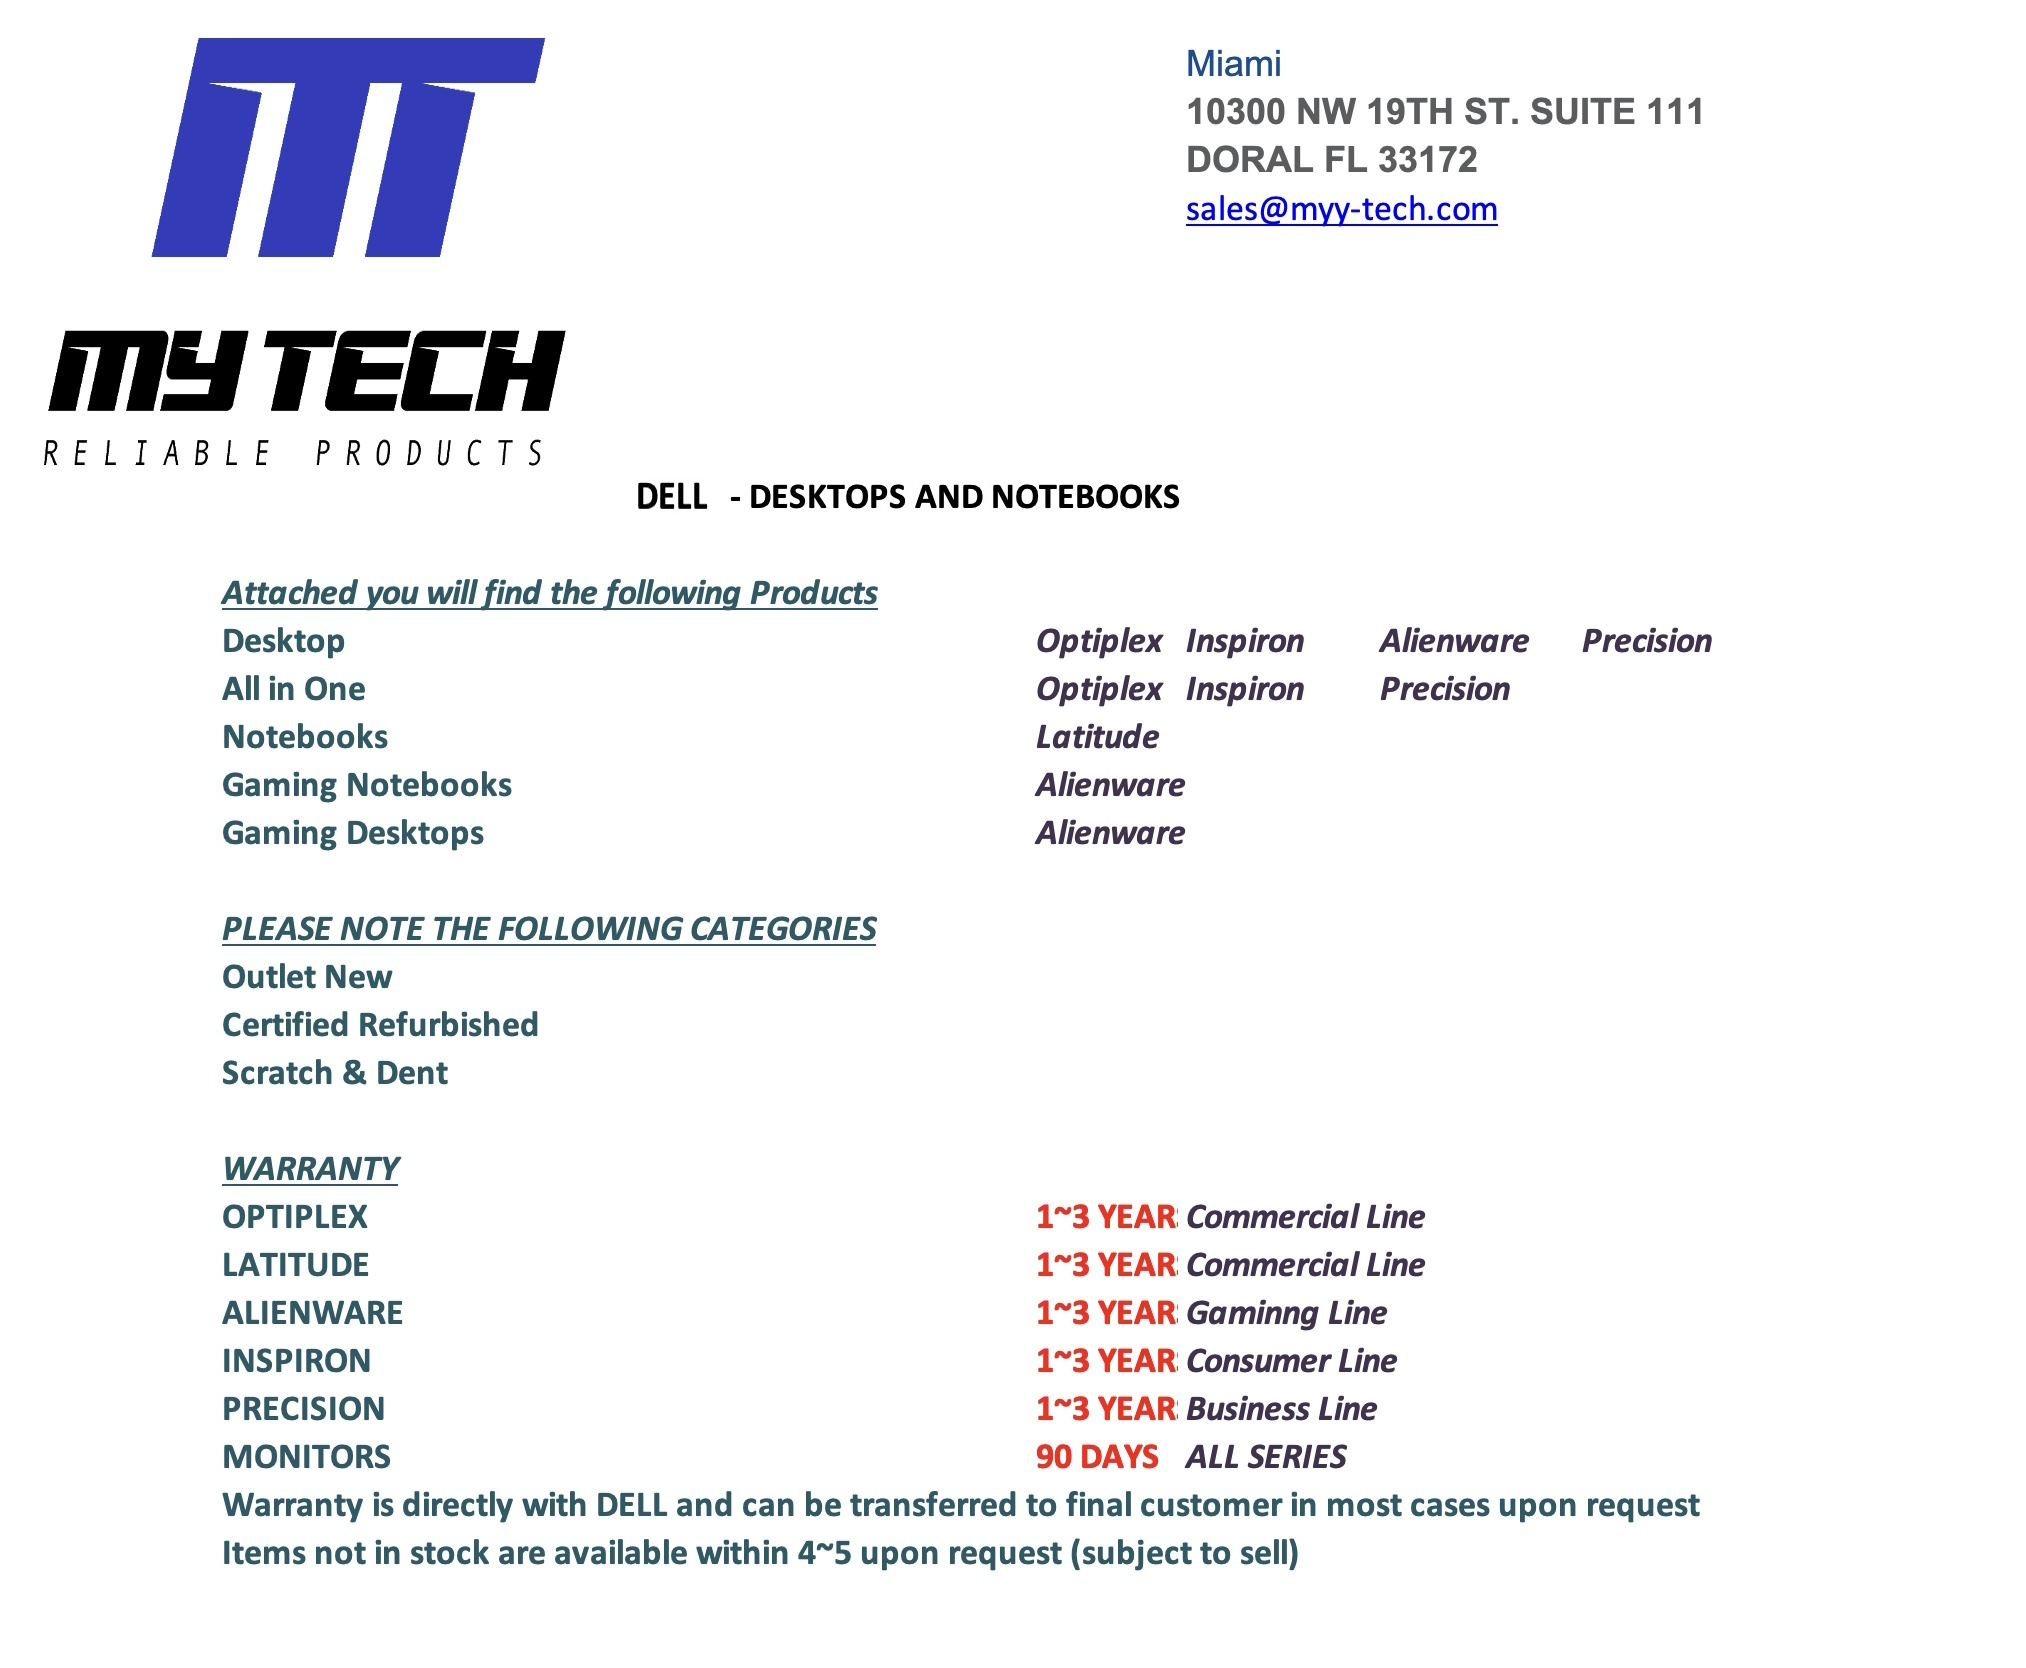 Miami
10300 NW 19TH ST. SUITE 111
DORAL FL 33172
sales@myy-tech.com
MY TECH
RELIABLE PRODUCTS
DELL - DESKTOPS AND NOTEBOOKS
Attached you will find the following Products
Desktop Optiplex Inspiron Alienware Precision
All in One Optiplex Inspiron Precision
Notebooks Latitude
Gaming Notebooks Alienware
Gaming Desktops Alienware
PLEASE NOTE THE FOLLOWING CATEGORIES
Outlet New
Certified Refurbished
Scratch & Dent
WARRANTY
OPTIPLEX 1~3 YEAR Commercial Line
LATITUDE 1~3 YEAR Commercial Line
ALIENWARE 1~3 YEAR Gaminng Line
INSPIRON 1~3 YEAR Consumer Line
PRECISION 1~3 YEAR Business Line
MONITORS 90 DAYS ALL SERIES
Warranty is directly with DELL and can be transferred to final customer in most cases upon request
Items not in stock are available within 4~5 upon request (subject to sell)